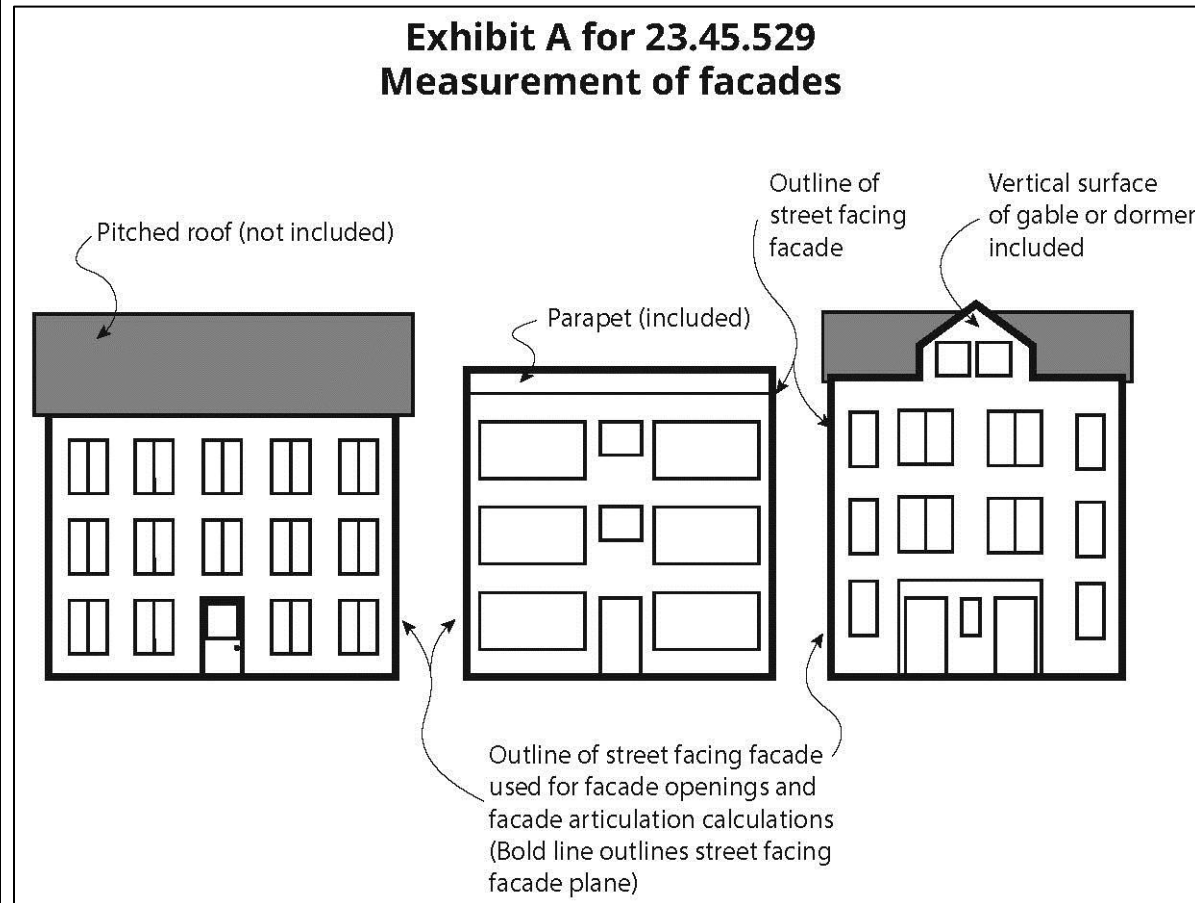 Exhibit A for 23.45.529
Measurement of facades
Pitched roof (not included)
Parapet (included)
Outline of
street facing
facade
Vertical surface
of gable or dormer
included
Outline of street facing facade
used for facade openings and
facade articulation calculations
(Bold line outlines street facing
facade plane)